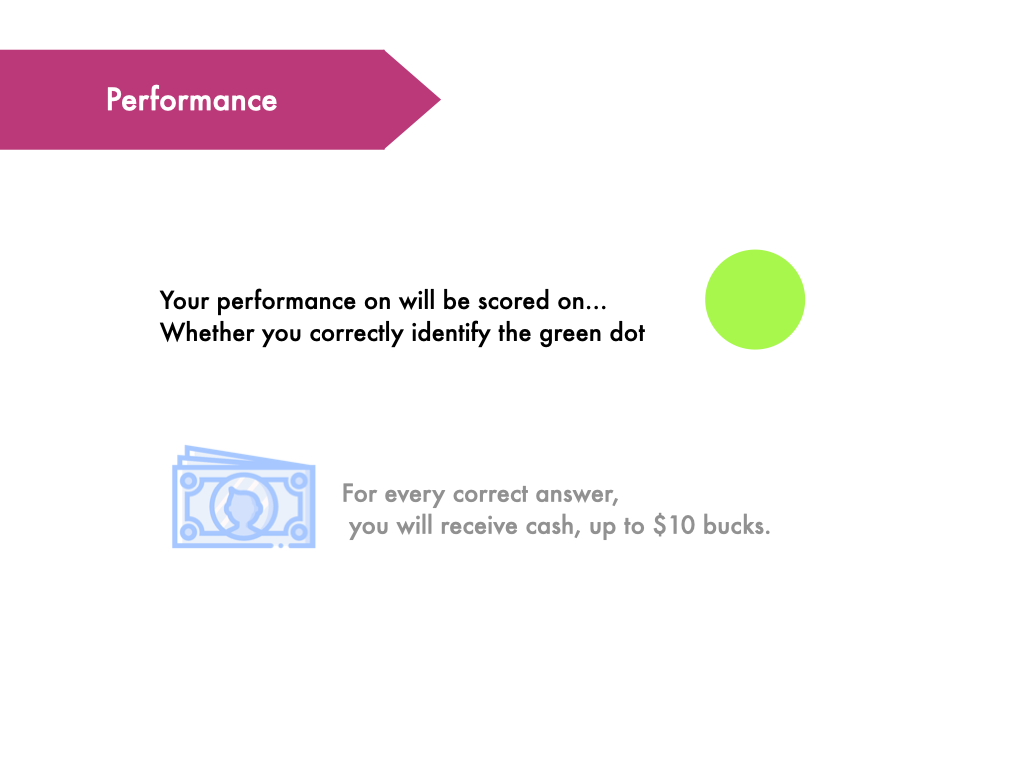 Performance
Your performance on will be scored on...
Whether you correctly identify the green dot
For every correct answer,
you will receive cash, up to $10 bucks.